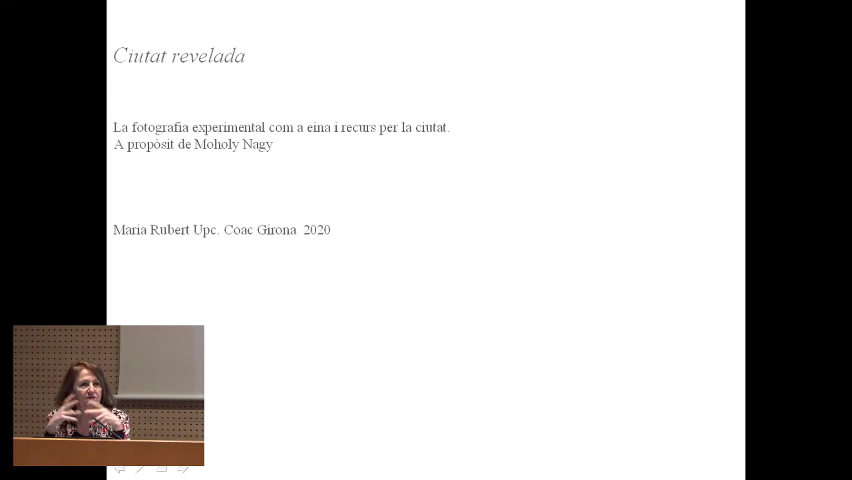 Ciutat revelada
La fotografia experimental com a eina i recurs per la ciutat.
A propòsit de Moholy Nagy
Maria Rubert Upc. Coac Girona 2020